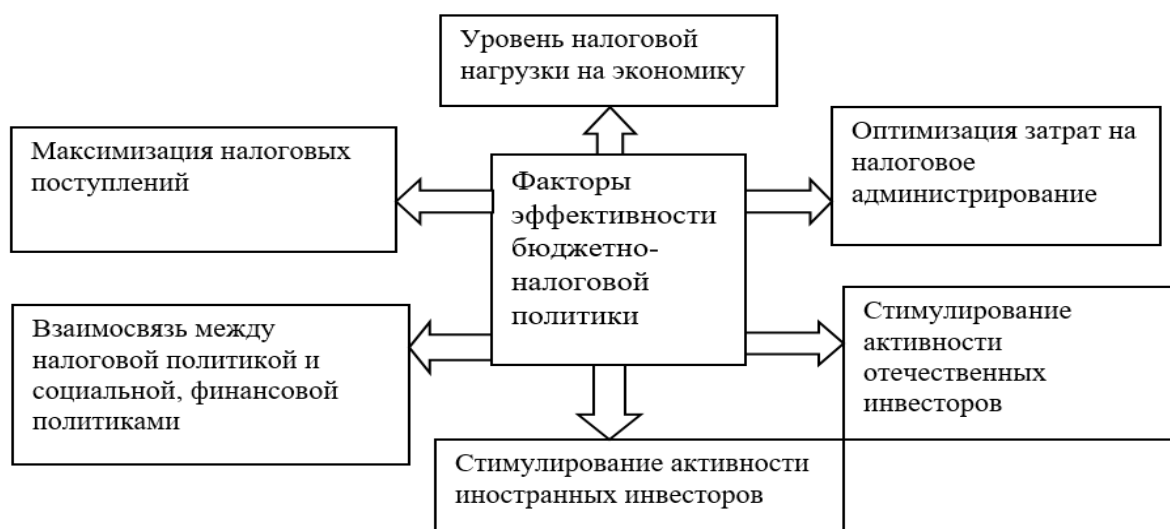 Уровень налоговой
нагрузки на экономику
Максимизация налоговых
поступлений
Факторы
эффективности
бюджетно-
налоговой
политики
Оптимизация затрат на
налоговое
администрирование
Взаимосвязь между
налоговой политикой и
социальной, финансовой
политиками
Стимулирование
активности
отечественных
инвесторов
Стимулирование активности
иностранных инвесторов